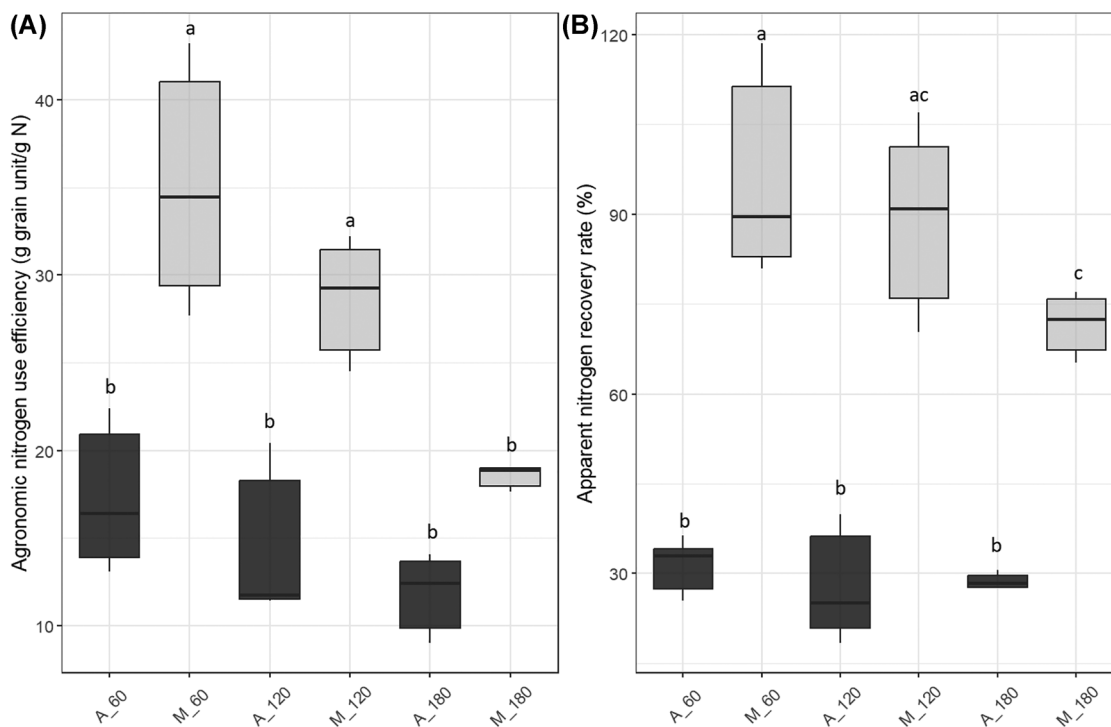 (A)
Agronomic nitrogen use efficiency (g grain unit/g N)
40
30
20
10
b
a
b
a
b
b
A_60
M_60
A_120
M_120
A_180
M_180
(B)
Apparent nitrogen recovery rate (%)
120
90
60
30
b
a
b
ac
b
c
A_60
M_60
A_120
M_120
A_180
M_180